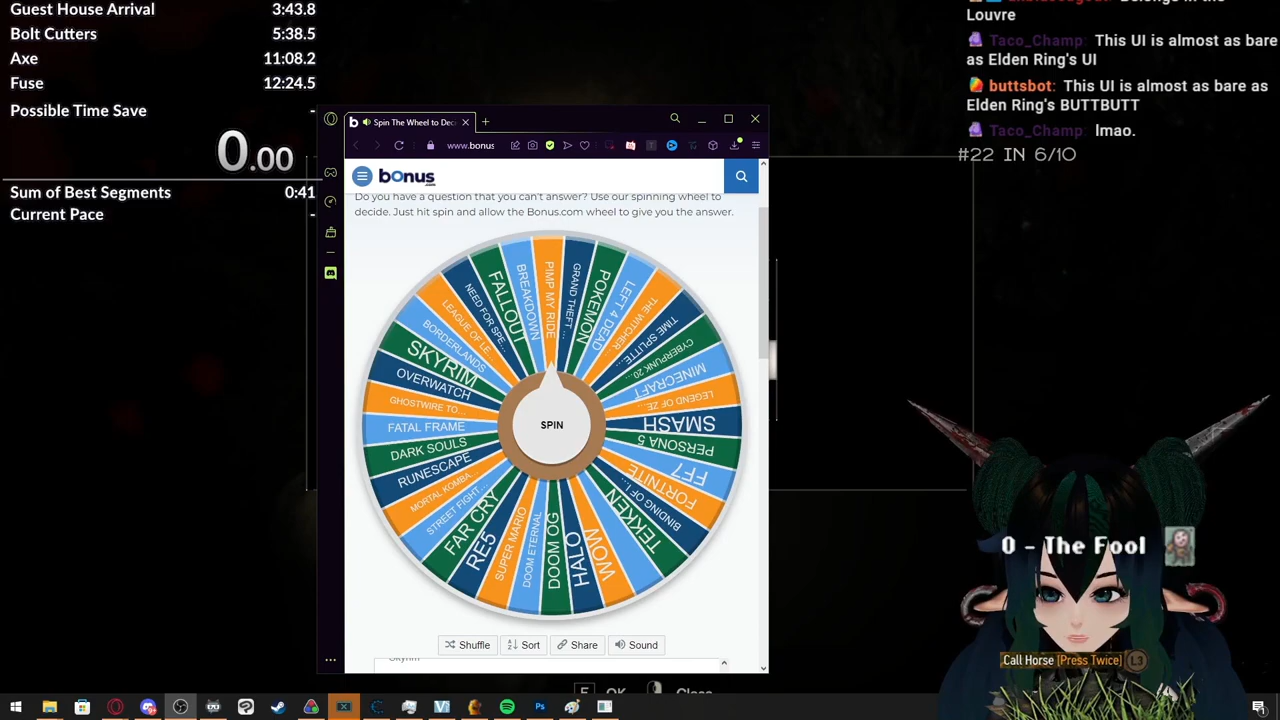 Guest House Arrival 3:43.8
Bolt Cutters 5:38.5
Axe 11:08.2
Fuse 12:24.5
Possible Time Save -
0.00
Sum of Best Segments 0:41
Current Pace -
Louvre
Taco_Champ: This UI is almost as bare
as Elden Ring's UI
buttsbot: This UI is almost as bare as
Elden Ring's BUTTBUTT
Taco_Champ: lmao.
#22 IN 6/10
Spin The Wheel to Dec
www.bonus
bonus
.com
Do you have a question that you can't answer? Use our spinning wheel to
decide. Just hit spin and allow the Bonus.com wheel to give you the answer.
PIMP MY RIDE
GRAND THEFT ...
POKEMON
LEFT 4 DEAD
THE WITCHER...
TIME SPLITTE...
CYBERPUNK 20...
MINECRAFT
LEGEND OF ZE...
SMASH
PERSONA 5
FF7
FORTNITE
BINDING OF I...
TEKKEN
WOW
HALO
DOOM OG
DOOM ETERNAL
SUPER MARIO
RE5
FAR CRY
STREET FIGHT...
MORTAL KOMBA...
RUNESCAPE
DARK SOULS
FATAL FRAME
GHOSTWIRE TO...
OVERWATCH
SKYRIM
BORDERLANDS
LEAGUE OF LE...
NEED FOR SPE...
FALLOUT
BREAKDOWN
SPIN
Shuffle
Sort
Share
Sound
Skyrim
0 - The Fool
Call Horse [Press Twice] L3
E OK Close